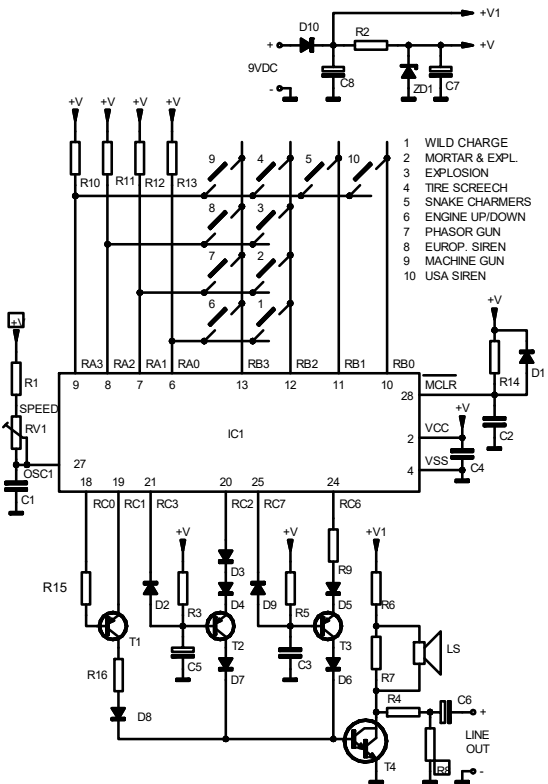 D10
+V1
+
R2
+V
9VDC
-
C8
ZD1
C7
+V +V +V +V
R10 R11 R12 R13
9 4 5 10
8 3
7 2
6 1
1 WILD CHARGE
2 MORTAR & EXPL.
3 EXPLOSION
4 TIRE SCREECH
5 SNAKE CHARMERS
6 ENGINE UP/DOWN
7 PHASOR GUN
8 EUROP. SIREN
9 MACHINE GUN
10 USA SIREN
+V
R14
D1
C2
+V
R1
SPEED
RV1
C1
OSC1
RA3 RA2 RA1 RA0 RB3 RB2 RB1 RB0
9 8 7 6 13 12 11 10
MCLR
28
IC1
VCC
2
+V
VSS
4
C4
27
18 19 21 20 25 24
RC0 RC1 RC3 RC2 RC7 RC6
+V +V +V1
R15
D2
R3
D3
D4
D9
R5
R9
D5
R6
T1
C5
T2
C3
T3
LS
R7
R16
D7
D6
D8
R4
C6
+
LINE
OUT
R8
-
T4